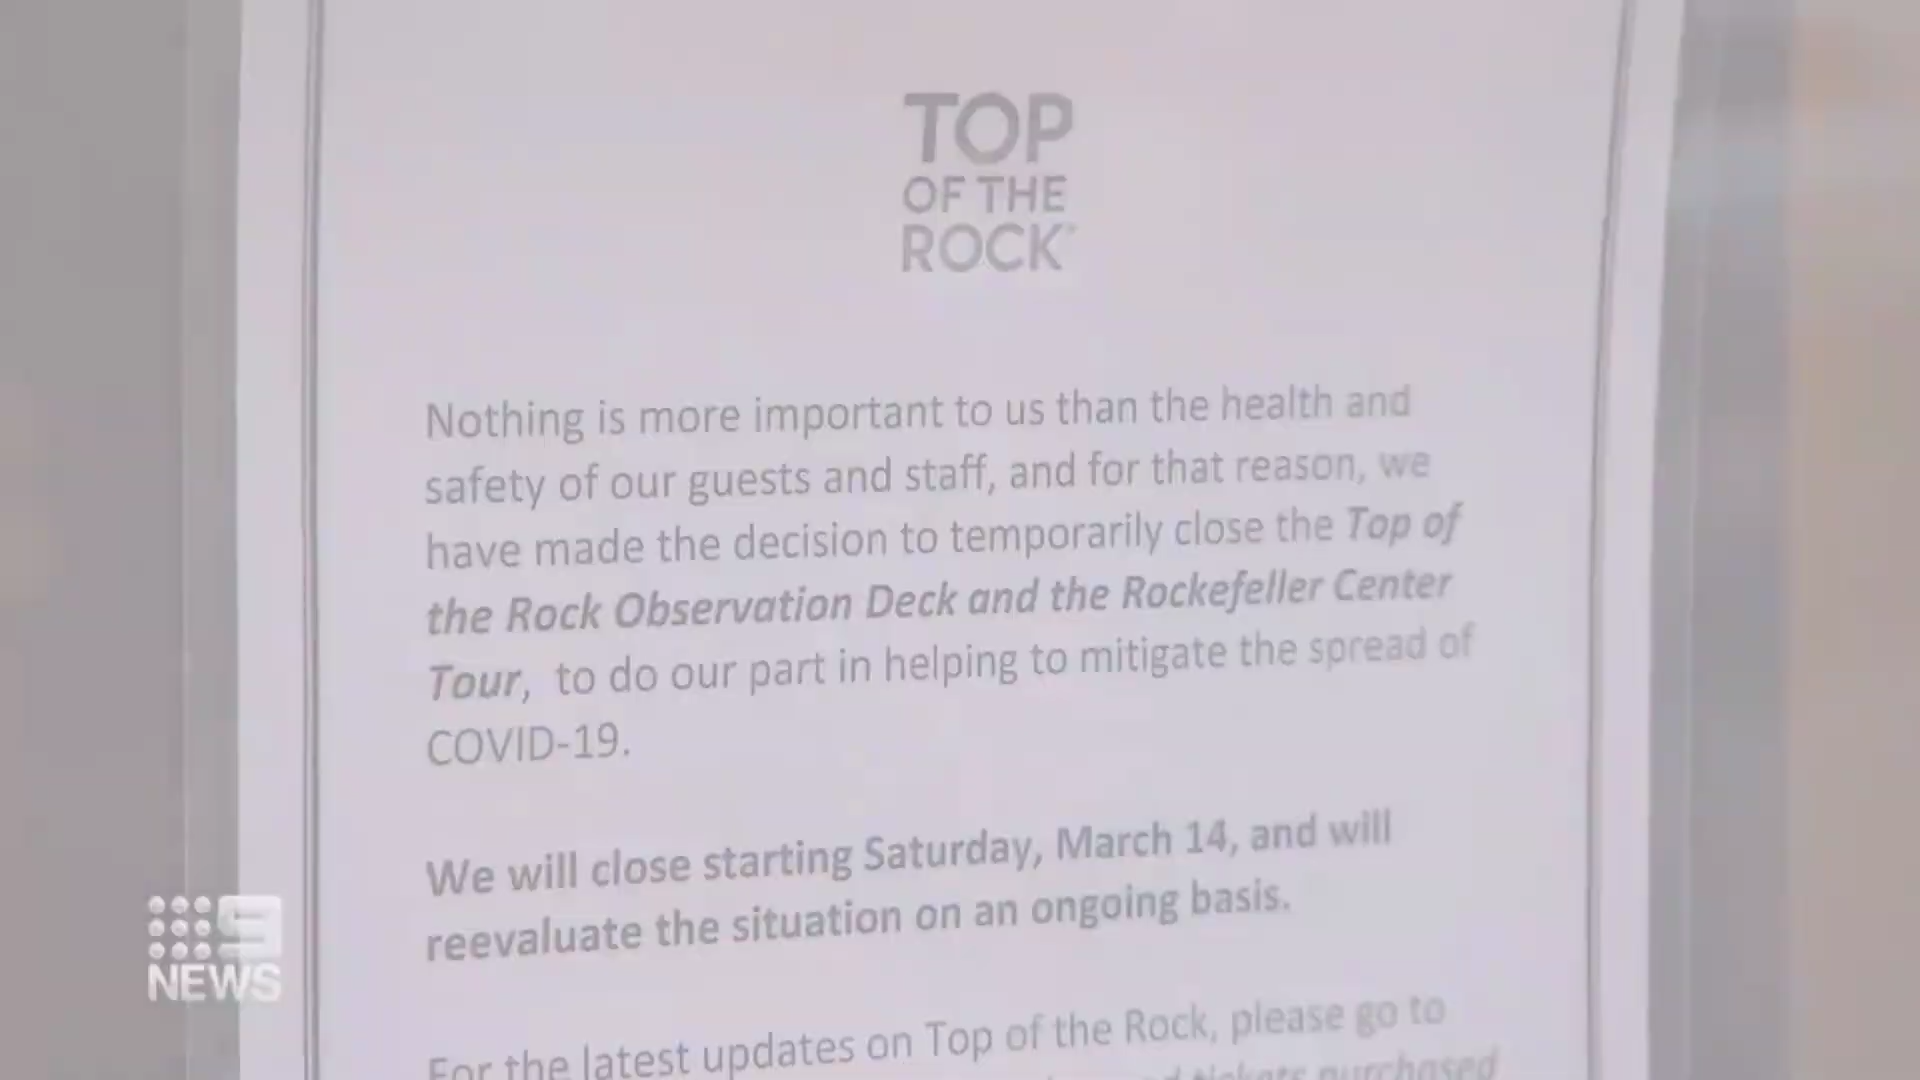 TOP
OF THE
ROCK
Nothing is more important to us than the health and
safety of our guests and staff, and for that reason, we
have made the decision to temporarily close the Top of
the Rock Observation Deck and the Rockefeller Center
Tour, to do our part in helping to mitigate the spread of
COVID-19.
We will close starting Saturday, March 14, and will
reevaluate the situation on an ongoing basis.
For the latest updates on Top of the Rock, please go to
tickets purchased
9
NEWS